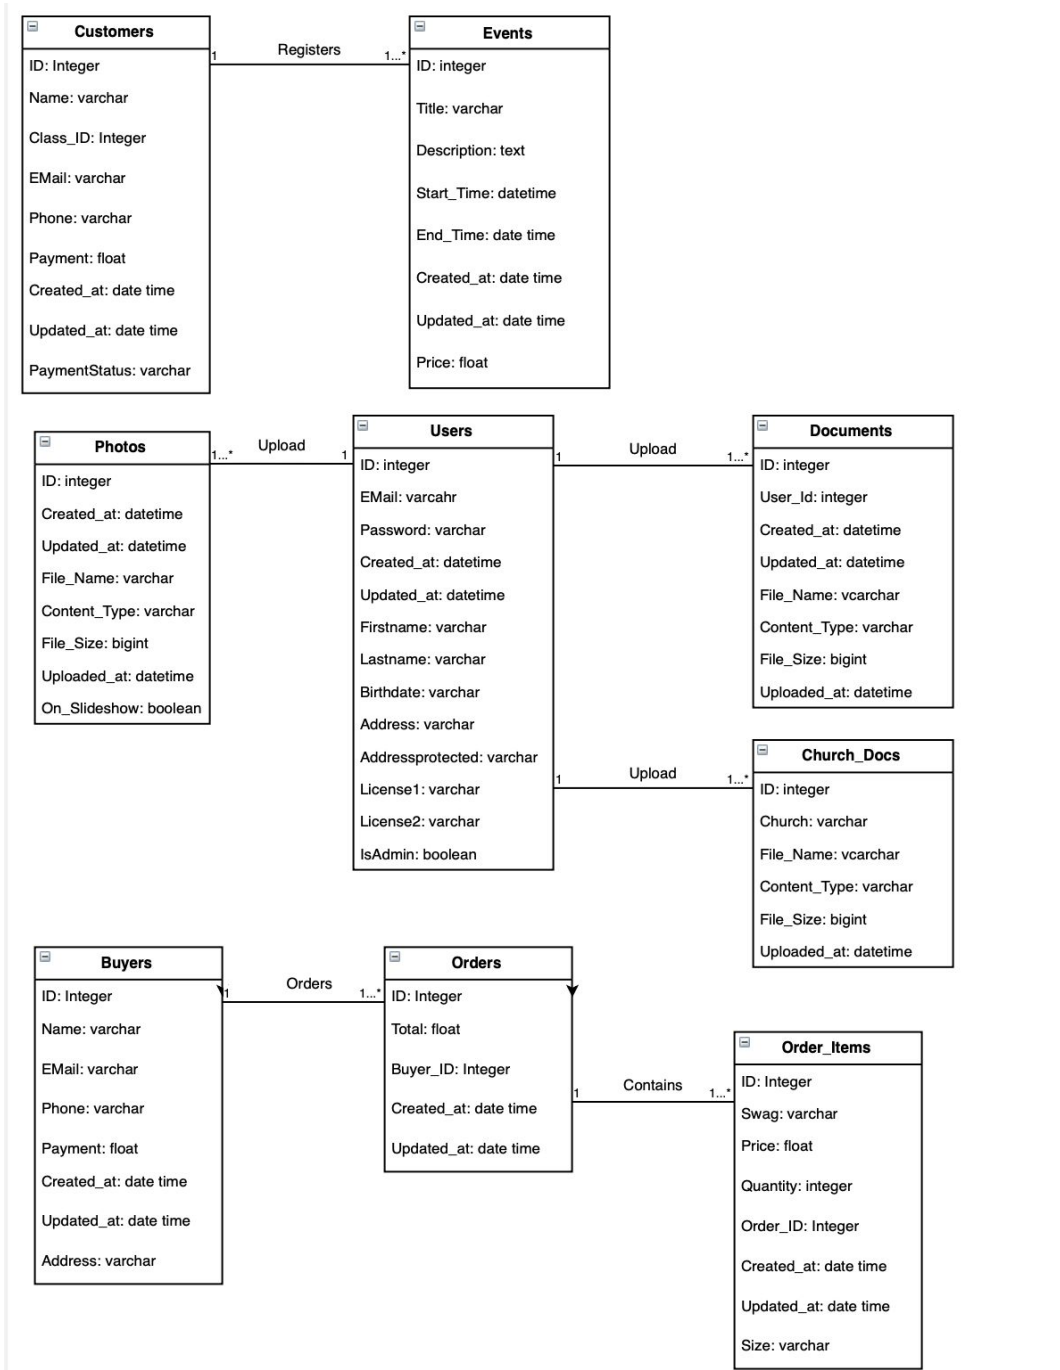 Customers
ID: Integer
Name: varchar
Class_ID: Integer
EMail: varchar
Phone: varchar
Payment: float
Created_at: date time
Updated_at: date time
PaymentStatus: varchar
1
Registers
1...*
Events
ID: integer
Title: varchar
Description: text
Start_Time: datetime
End_Time: date time
Created_at: date time
Updated_at: date time
Price: float
Photos
ID: integer
Created_at: datetime
Updated_at: datetime
File_Name: varchar
Content_Type: varchar
File_Size: bigint
Uploaded_at: datetime
On_Slideshow: boolean
1...*
Upload
1
Users
ID: integer
EMail: varcahr
Password: varchar
Created_at: datetime
Updated_at: datetime
Firstname: varchar
Lastname: varchar
Birthdate: varchar
Address: varchar
Addressprotected: varchar
License1: varchar
License2: varchar
IsAdmin: boolean
1
Upload
1...*
Documents
ID: integer
User_Id: integer
Created_at: datetime
Updated_at: datetime
File_Name: vcarchar
Content_Type: varchar
File_Size: bigint
Uploaded_at: datetime
1
Upload
1...*
Church_Docs
ID: integer
Church: varchar
File_Name: vcarchar
Content_Type: varchar
File_Size: bigint
Uploaded_at: datetime
Buyers
ID: Integer
Name: varchar
EMail: varchar
Phone: varchar
Payment: float
Created_at: date time
Updated_at: date time
Address: varchar
1
Orders
1...*
Orders
ID: Integer
Total: float
Buyer_ID: Integer
Created_at: date time
Updated_at: date time
1
Contains
1...*
Order_Items
ID: Integer
Swag: varchar
Price: float
Quantity: integer
Order_ID: Integer
Created_at: date time
Updated_at: date time
Size: varchar